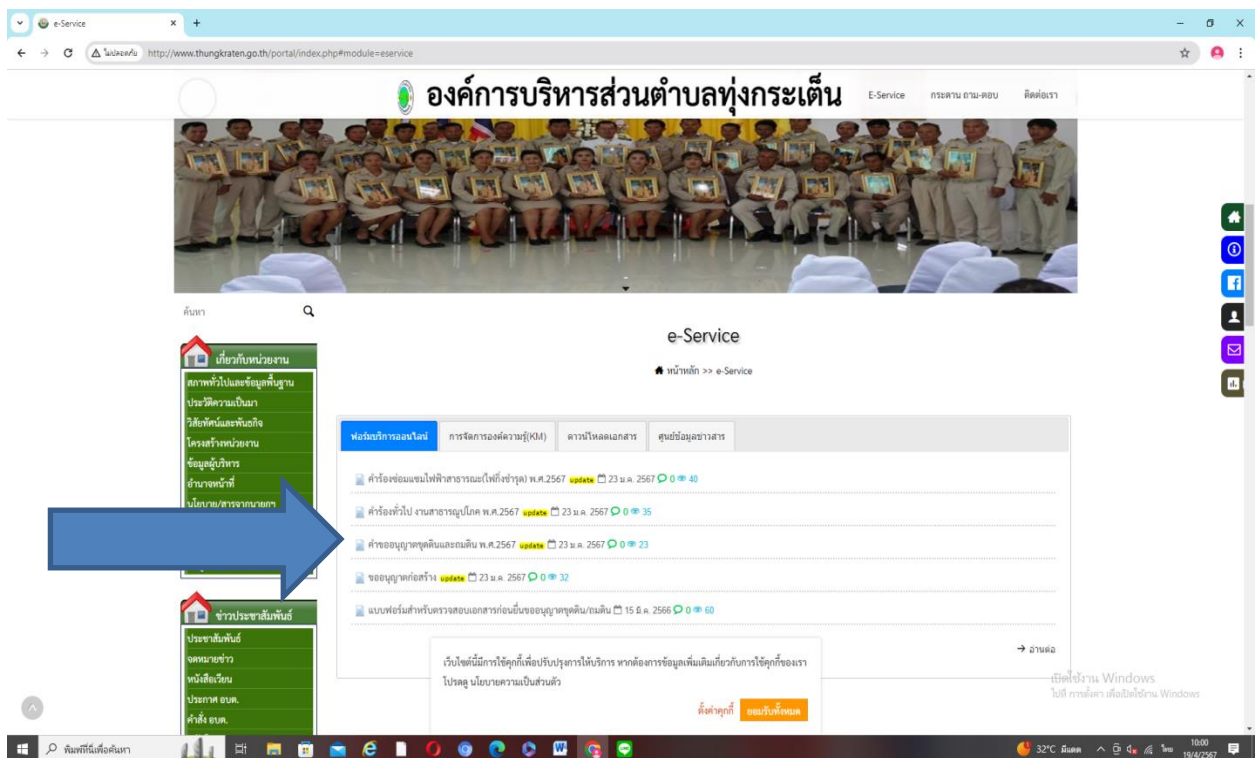 e-Service
ไม่ปลอดภัย
http://www.thungkraten.go.th/portal/index.php#module=eservice
องค์การบริหารส่วนตำบลทุ่งกระเต็น
E-Service กระดาน ถาม-ตอบ ติดต่อเรา
ค้นหา
เกี่ยวกับหน่วยงาน
สภาพทั่วไปและข้อมูลพื้นฐาน
ประวัติความเป็นมา
วิสัยทัศน์และพันธกิจ
โครงสร้างหน่วยงาน
ข้อมูลผู้บริหาร
อำนาจหน้าที่
นโยบาย/สารจากนายกฯ
ข่าวประชาสัมพันธ์
ประชาสัมพันธ์
จดหมายข่าว
หนังสือเวียน
ประกาศ อบต.
คำสั่ง อบต.
e-Service
หน้าหลัก >> e-Service
ฟอร์มบริการออนไลน์ การจัดการองค์ความรู้(KM) ดาวน์โหลดเอกสาร ศูนย์ข้อมูลข่าวสาร
คำร้องซ่อมแซมไฟฟ้าสาธารณะ(ไฟกิ่งชำรุด) พ.ศ.2567 update 23 ม.ค. 2567 0 40
คำร้องทั่วไป งานสาธารณูปโภค พ.ศ.2567 update 23 ม.ค. 2567 0 35
คำขออนุญาตขุดดินและถมดิน พ.ศ.2567 update 23 ม.ค. 2567 0 23
ขออนุญาตก่อสร้าง update 23 ม.ค. 2567 0 32
แบบฟอร์มสำหรับตรวจสอบเอกสารก่อนยื่นขออนุญาตขุดดิน/ถมดิน 15 มิ.ค. 2566 0 60
อ่านต่อ
เว็บไซต์นี้มีการใช้คุกกี้เพื่อปรับปรุงการให้บริการ หากต้องการข้อมูลเพิ่มเติมเกี่ยวกับการใช้คุกกี้ของเรา
โปรดดู นโยบายความเป็นส่วนตัว
ตั้งค่าคุกกี้ ยอมรับทั้งหมด
เปิดใช้งาน Windows
ไปที่ การตั้งค่า เพื่อเปิดใช้งาน Windows
พิมพ์ที่นี่เพื่อค้นหา
32°C มีแดด
ไทย
10:00
19/4/2567